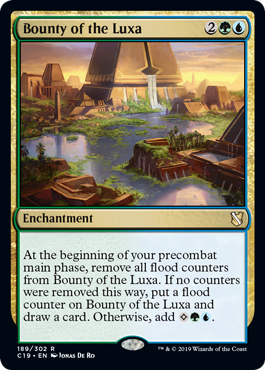 Bounty of the Luxa 2
Enchantment
At the beginning of your precombat
main phase, remove all flood counters
from Bounty of the Luxa. If no counters
were removed this way, put a flood
counter on Bounty of the Luxa and
draw a card. Otherwise, add
189/302 R
C19 • EN JONAS DE RO
™ & © 2019 Wizards of the Coast